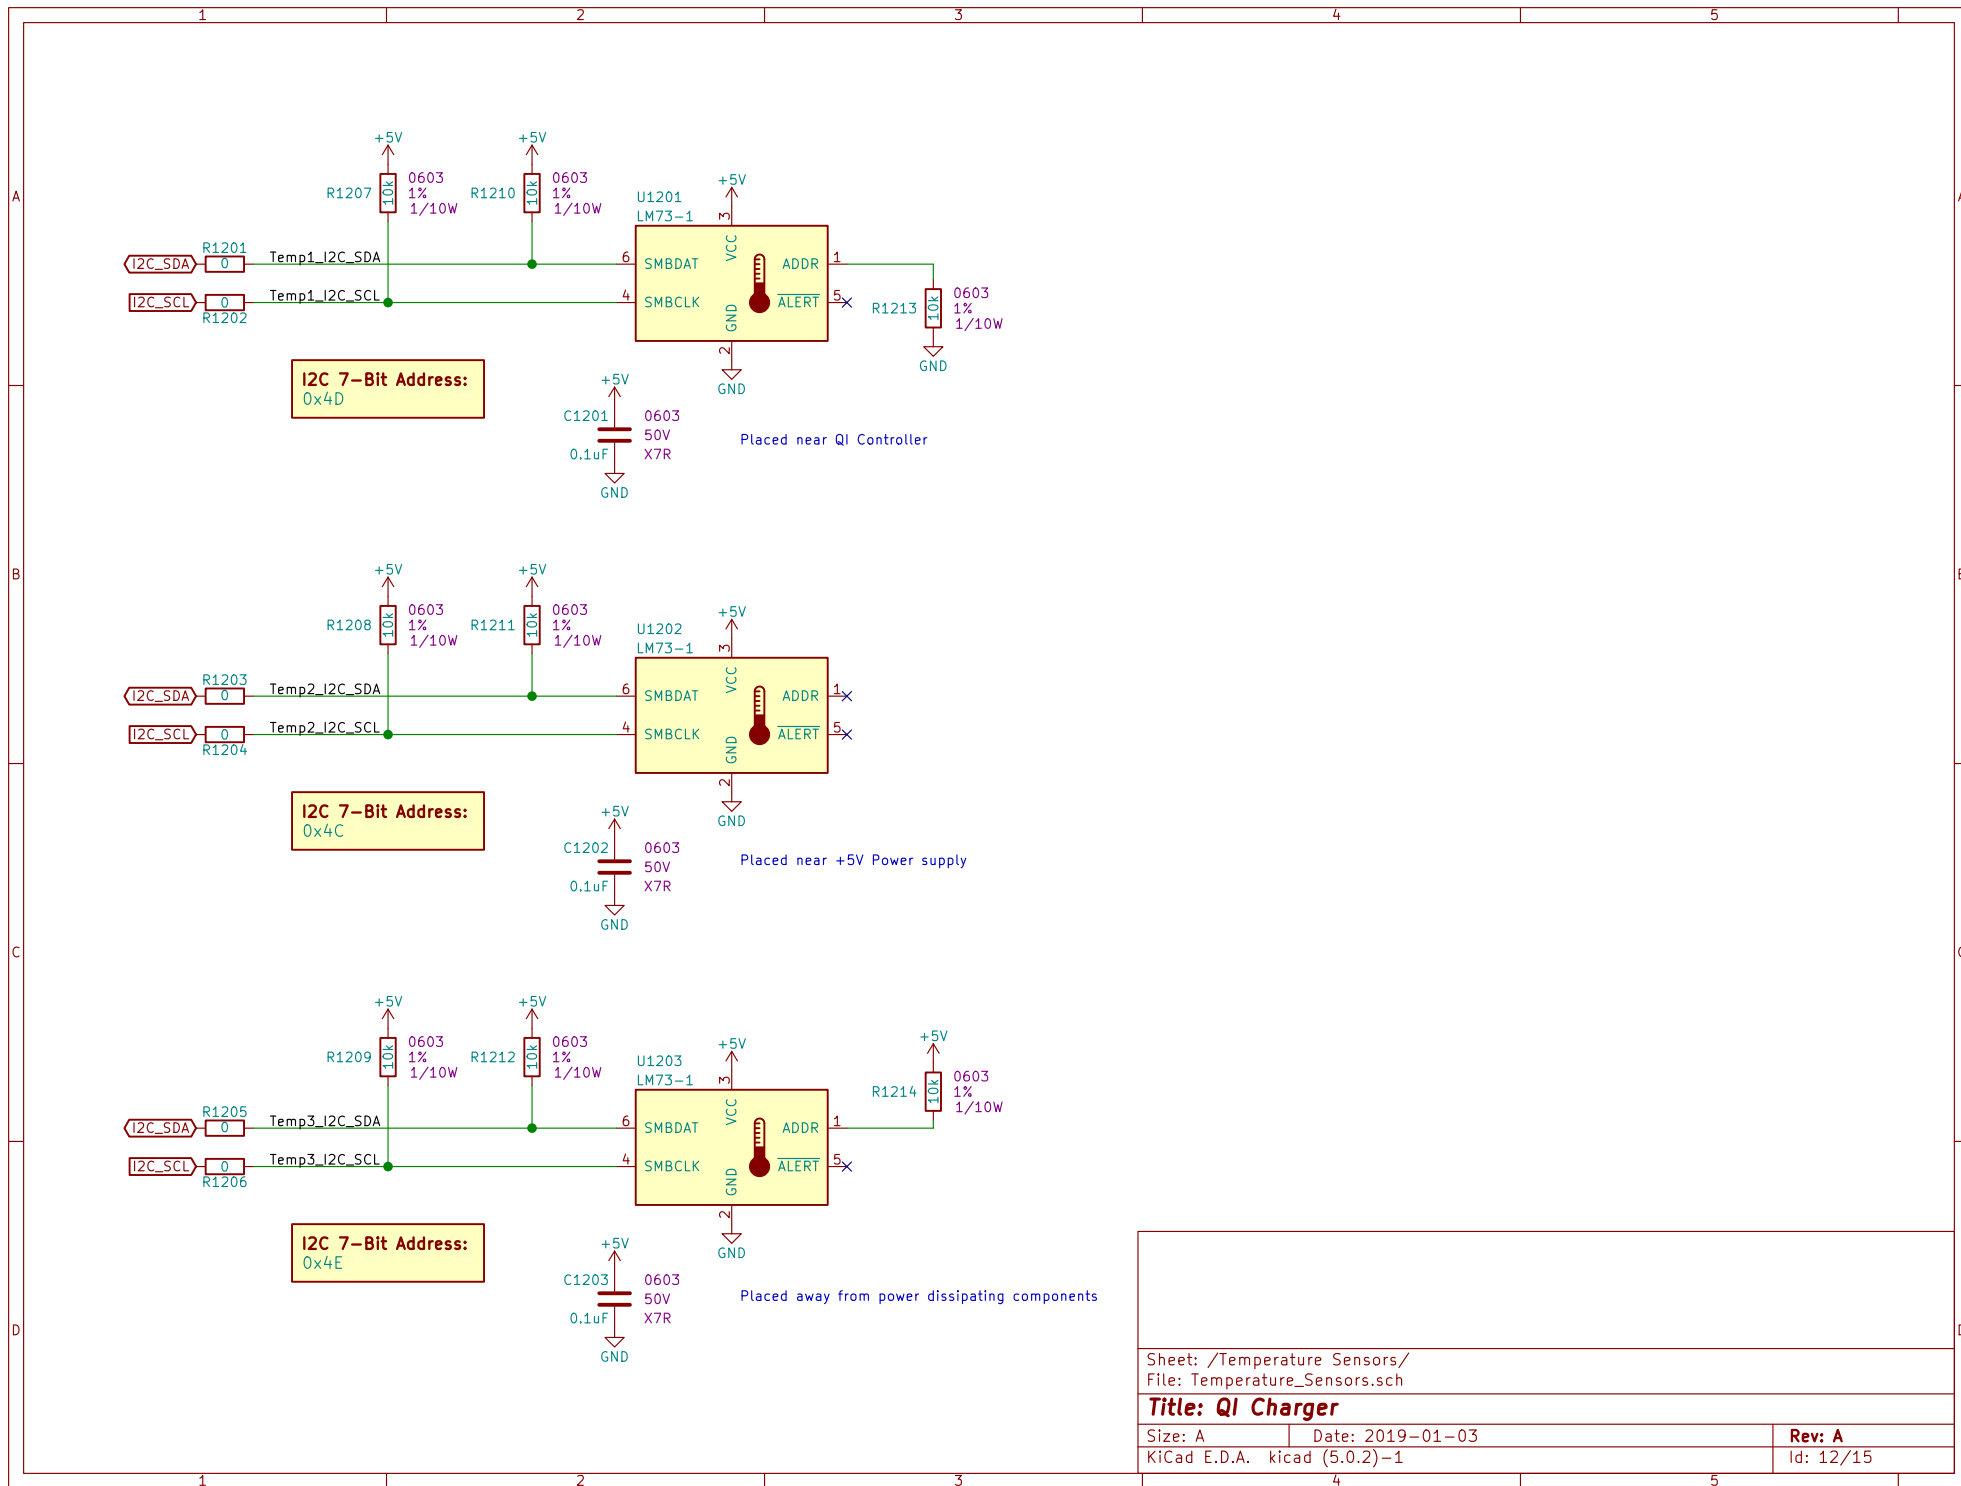 1 2 3 4 5
A
B
C
D
+5V
+5V
R1207
10k
0603
1%
1/10W
R1210
10k
0603
1%
1/10W
U1201
LM73-1
+5V
3
VCC
I2C_SDA
R1201
0
Temp1_I2C_SDA
6
SMBDAT
ADDR
1
I2C_SCL
0
R1202
Temp1_I2C_SCL
4
SMBCLK
ALERT
5
GND
2
GND
R1213
10k
0603
1%
1/10W
GND
I2C 7-Bit Address:
0x4D
+5V
C1201
0.1uF
0603
50V
X7R
GND
Placed near QI Controller
+5V
+5V
R1208
10k
0603
1%
1/10W
R1211
10k
0603
1%
1/10W
U1202
LM73-1
+5V
3
VCC
I2C_SDA
R1203
0
Temp2_I2C_SDA
6
SMBDAT
ADDR
1
I2C_SCL
0
R1204
Temp2_I2C_SCL
4
SMBCLK
ALERT
5
GND
2
GND
I2C 7-Bit Address:
0x4C
+5V
C1202
0.1uF
0603
50V
X7R
GND
Placed near +5V Power supply
+5V
+5V
R1209
10k
0603
1%
1/10W
R1212
10k
0603
1%
1/10W
U1203
LM73-1
+5V
3
VCC
+5V
R1214
10k
0603
1%
1/10W
I2C_SDA
R1205
0
Temp3_I2C_SDA
6
SMBDAT
ADDR
1
I2C_SCL
0
R1206
Temp3_I2C_SCL
4
SMBCLK
ALERT
5
GND
2
GND
I2C 7-Bit Address:
0x4E
+5V
C1203
0.1uF
0603
50V
X7R
GND
Placed away from power dissipating components
Sheet: /Temperature Sensors/
File: Temperature_Sensors.sch
Title: QI Charger
Size: A Date: 2019-01-03 Rev: A
KiCad E.D.A. kicad (5.0.2)-1 Id: 12/15
1 2 3 4 5